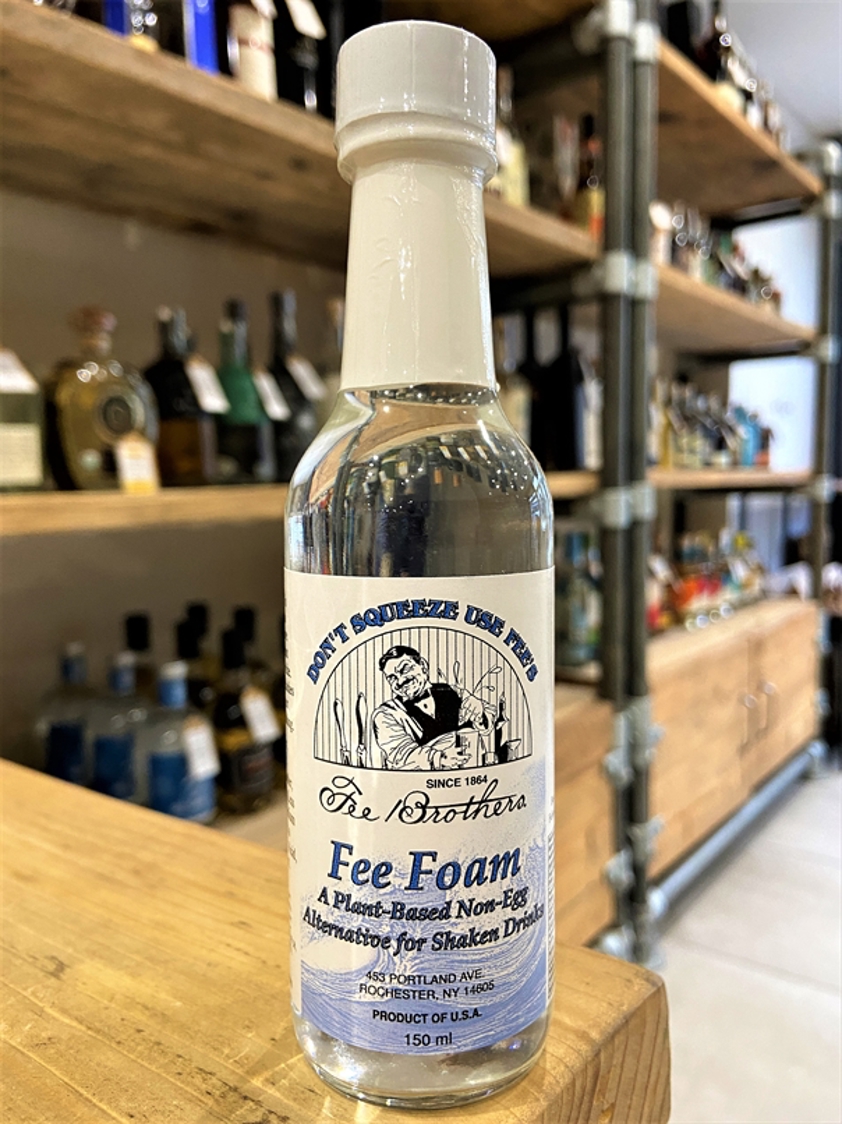 DON'T SQUEEZE USE FEE'S
SINCE 1864
Fee Brothers
Fee Foam
A Plant-Based Non-Egg
Alternative for Shaken Drinks
453 PORTLAND AVE.
ROCHESTER, NY 14605
PRODUCT OF U.S.A.
150 ml